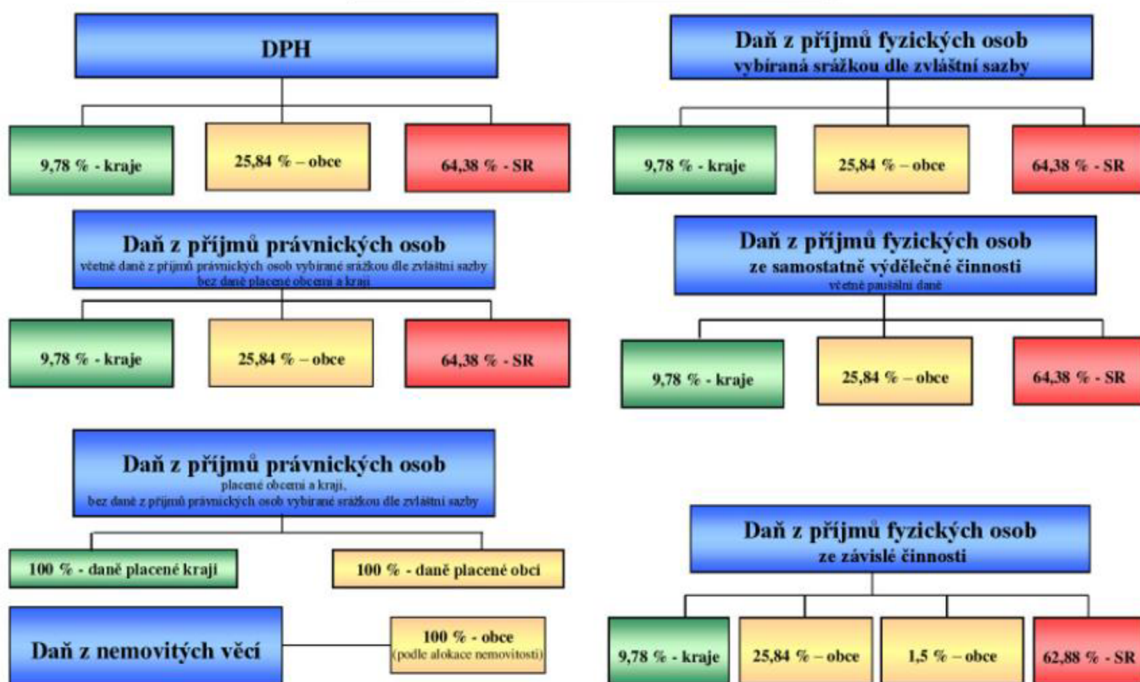 DPH
9,78 % - kraje
25,84 % – obce
64,38 % - SR
Daň z příjmů fyzických osob
vybíraná srážkou dle zvláštní sazby
9,78 % - kraje
25,84 % – obce
64,38 % - SR
Daň z příjmů právnických osob
včetně daně z příjmů právnických osob vybírané srážkou dle zvláštní sazby
bez daně placené obcemi a kraji
9,78 % - kraje
25,84 % – obce
64,38 % - SR
Daň z příjmů fyzických osob
ze samostatně výdělečné činnosti
včetně paušální daně
9,78 % - kraje
25,84 % – obce
64,38 % - SR
Daň z příjmů právnických osob
placené obcemi a kraji,
bez daně z příjmů právnických osob vybírané srážkou dle zvláštní sazby
100 % - daně placené kraji
100 % - daně placené obcí
Daň z nemovitých věcí
100 % - obce
(podle alokace nemovitosti)
Daň z příjmů fyzických osob
ze závislé činnosti
9,78 % - kraje
25,84 % – obce
1,5 % – obce
62,88 % - SR